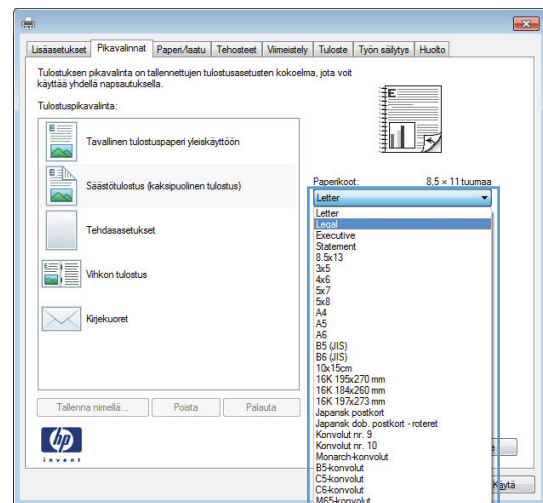 Lisäasetukset Pikavalinnat Paperi/laatu Tehosteet Viimeistely Tuloste Työn säilytys Huolto
Tulostuksen pikavalinta on tallennettujen tulostusasetusten kokoelma, jota voit
käyttää yhdellä napsautuksella.
Tulostuspikavalinta:
Tavallinen tulostuspaperi yleiskäyttöön
Säästötulostus (kaksipuolinen tulostus)
Tehdasasetukset
Vihkon tulostus
Kirjekuoret
Tallenna nimellä... Poista Palauta
hp
invent
Paperikoot: 8,5 × 11 tuumaa
Letter
Letter
Legal
Executive
Statement
8.5x13
3x5
4x6
5x7
5x8
A4
A5
A6
B5 (JIS)
B6 (JIS)
10x15cm
16K 195x270 mm
16K 184x260 mm
16K 197x273 mm
Japansk postkort
Japansk dob. postkort - roteret
Konvolut nr. 9
Konvolut nr. 10
Monarch-konvolut
B5-konvolut
C5-konvolut
C6-konvolut
M65-konvolut
Käytä